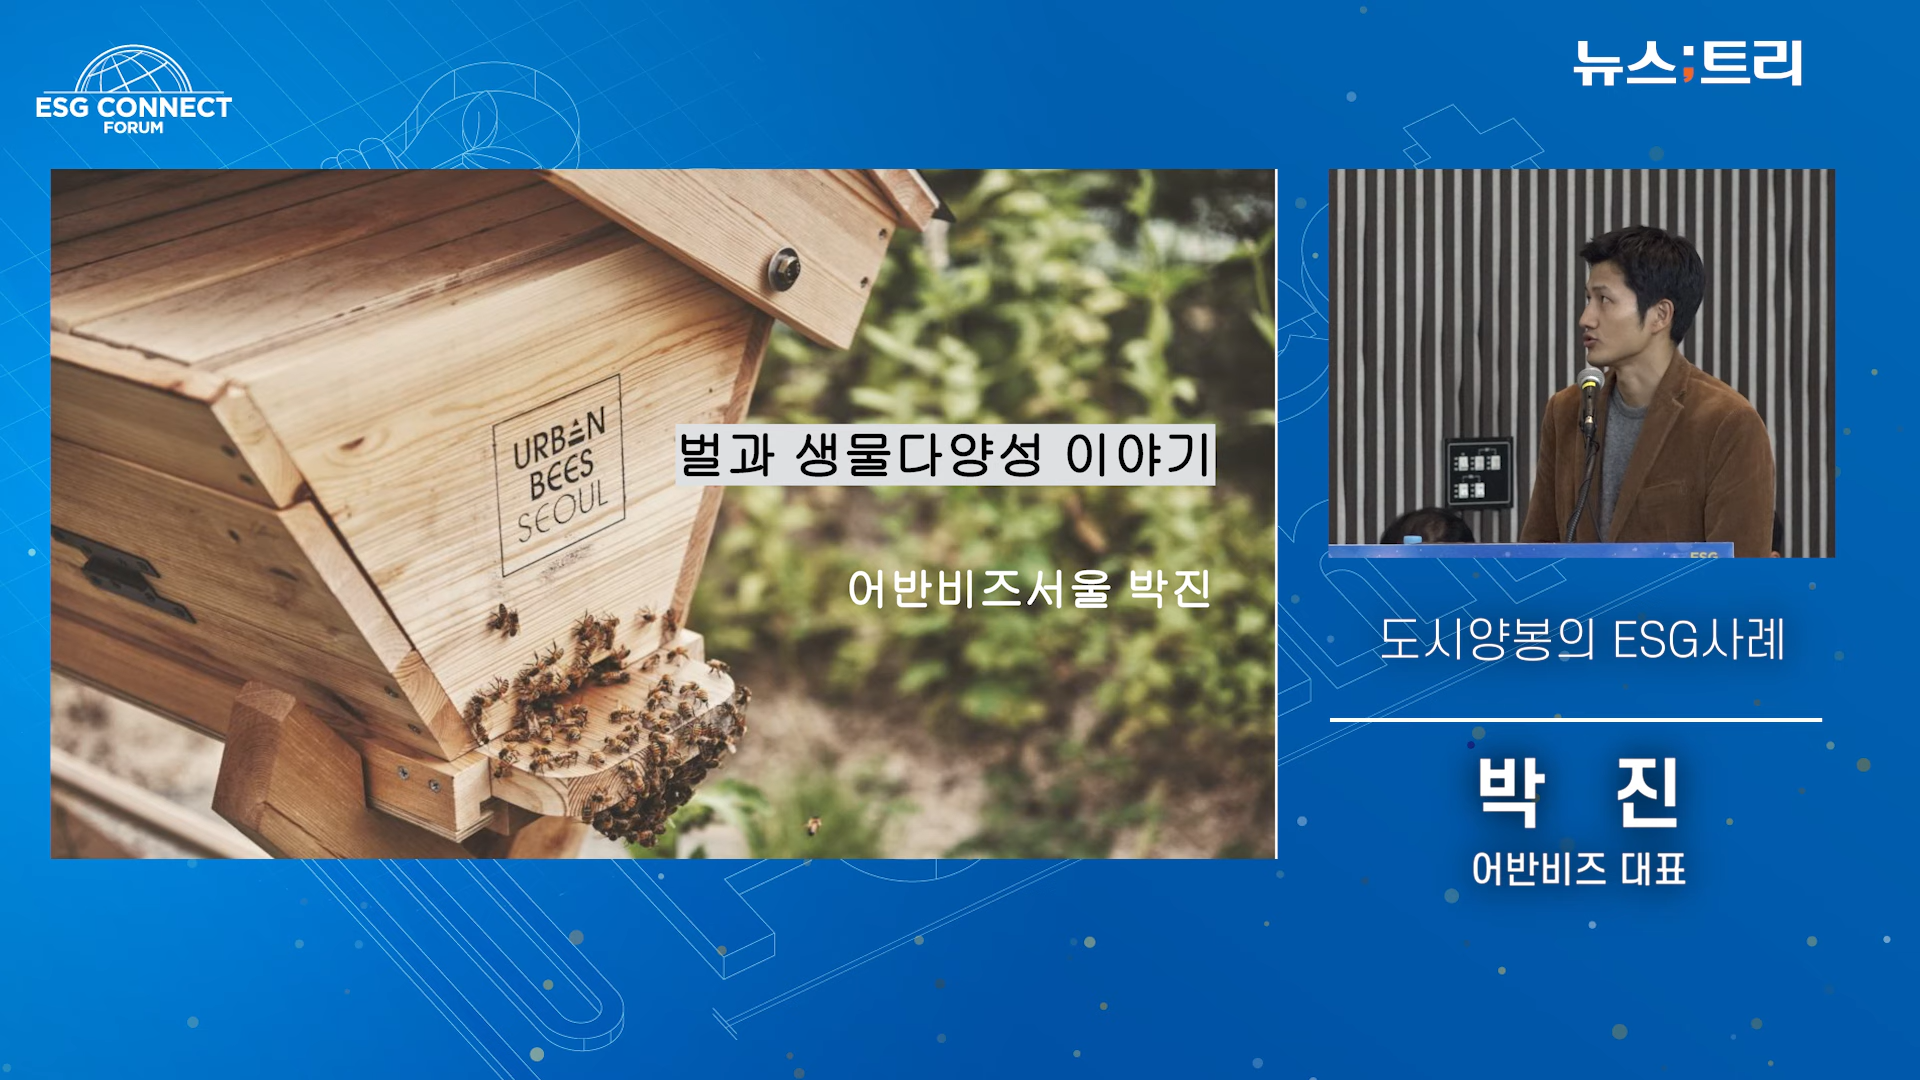 ESG CONNECT
FORUM
뉴스;트리
URBAN
BEES
SEOUL
벌과 생물다양성 이야기
어반비즈서울 박진
ESG
도시양봉의 ESG사례
박 진
어반비즈 대표